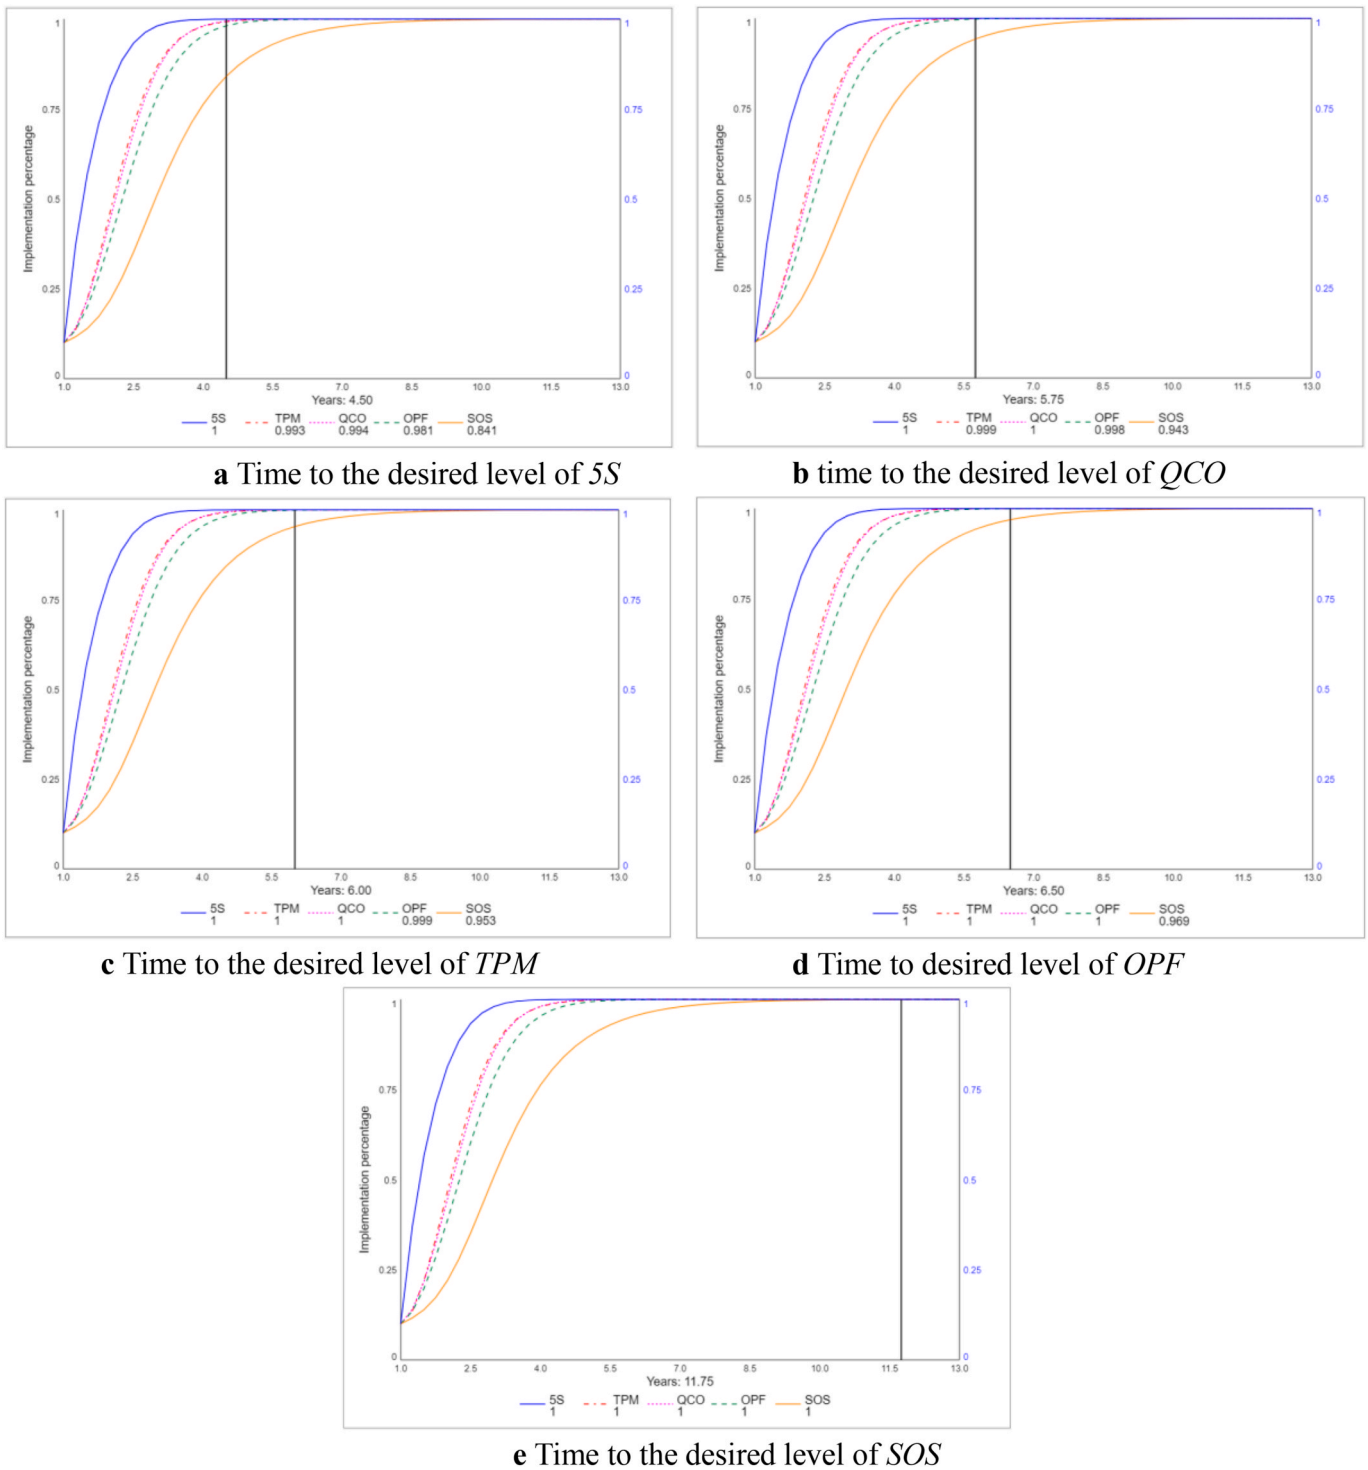 1
1
0.75
0.75
Implementation percentage
0.5
0.5
0.25
0.25
0
0
1.0 2.5 4.0 5.5 7.0 8.5 10.0 11.5 13.0
Years: 4.50
5S TPM QCO OPF SOS
1 0.993 0.994 0.981 0.841
a Time to the desired level of 5S
1
1
0.75
0.75
Implementation percentage
0.5
0.5
0.25
0.25
0
0
1.0 2.5 4.0 5.5 7.0 8.5 10.0 11.5 13.0
Years: 5.75
5S TPM QCO OPF SOS
1 0.999 1 0.998 0.943
b time to the desired level of QCO
1
1
0.75
0.75
Implementation percentage
0.5
0.5
0.25
0.25
0
0
1.0 2.5 4.0 5.5 7.0 8.5 10.0 11.5 13.0
Years: 6.00
5S TPM QCO OPF SOS
1 1 1 0.999 0.953
c Time to the desired level of TPM
1
1
0.75
0.75
Implementation percentage
0.5
0.5
0.25
0.25
0
0
1.0 2.5 4.0 5.5 7.0 8.5 10.0 11.5 13.0
Years: 6.50
5S TPM QCO OPF SOS
1 1 1 1 0.969
d Time to desired level of OPF
1
1
0.75
0.75
Implementation percentage
0.5
0.5
0.25
0.25
0
0
1.0 2.5 4.0 5.5 7.0 8.5 10.0 11.5 13.0
Years: 11.75
5S TPM QCO OPF SOS
1 1 1 1 1
e Time to the desired level of SOS